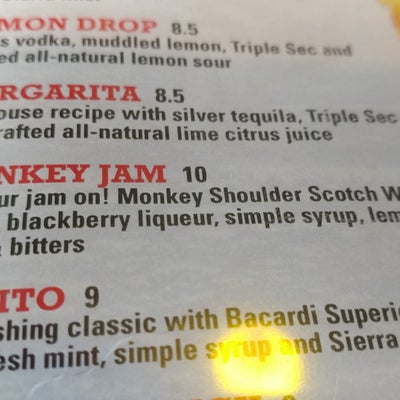 MON DROP 8.5
s vodka, muddled lemon, Triple Sec and
ed all-natural lemon sour
RGARITA 8.5
ouse recipe with silver tequila, Triple Sec
rafted all-natural lime citrus juice
NKEY JAM 10
ur jam on! Monkey Shoulder Scotch W
blackberry liqueur, simple syrup, lem
& bitters
ITO 9
shing classic with Bacardi Superio
esh mint, simple syrup and Sierra